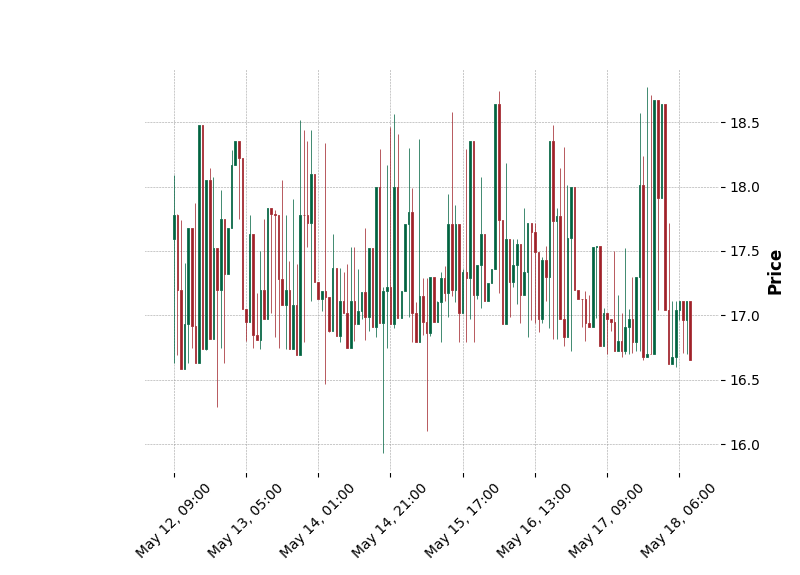 18.5
18.0
17.5
17.0
16.5
16.0
Price
May 12, 09:00
May 13, 05:00
May 14, 01:00
May 14, 21:00
May 15, 17:00
May 16, 13:00
May 17, 09:00
May 18, 06:00